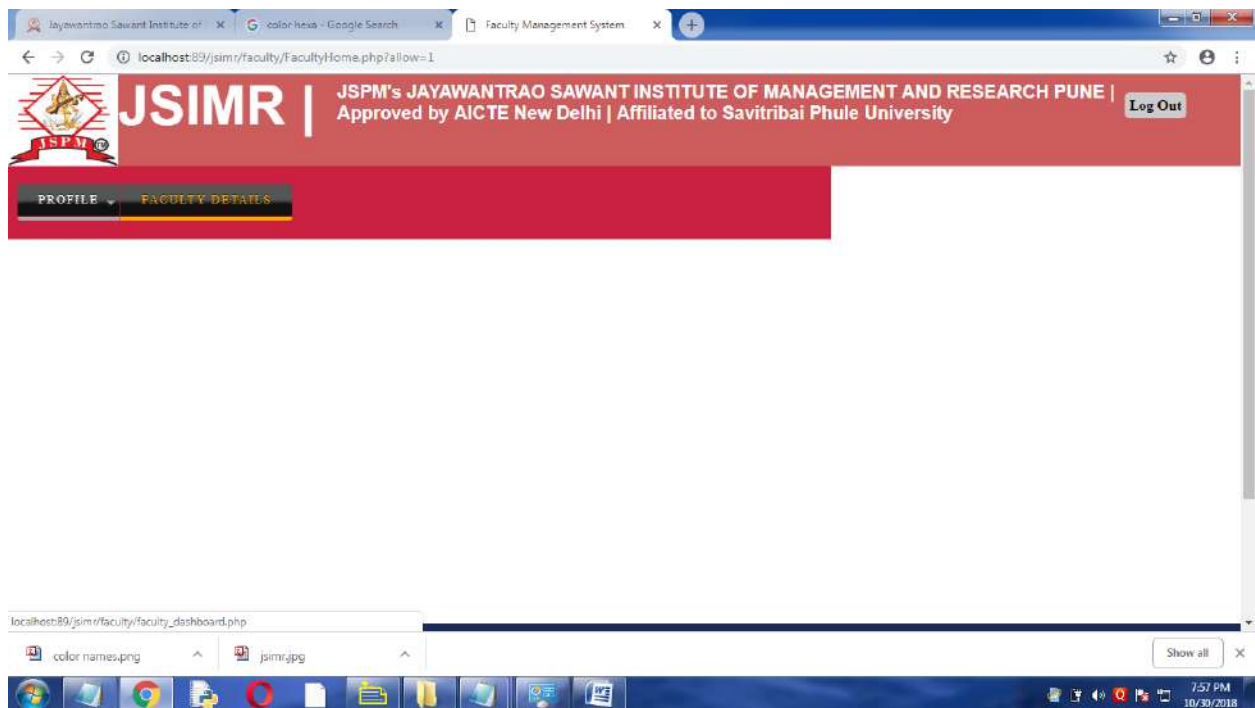 Jayawantrao Sawant Institute of
color hexa - Google Search
Faculty Management System
localhost:89/jsimr/faculty/FacultyHome.php?allow=1
JSPM
TM
JSIMR |
JSPM's JAYAWANTRAO SAWANT INSTITUTE OF MANAGEMENT AND RESEARCH PUNE |
Approved by AICTE New Delhi | Affiliated to Savitribai Phule University
Log Out
PROFILE
FACULTY DETAILS
localhost:89/jsimr/faculty/faculty_dashboard.php
color names.png
jsimr.jpg
Show all
7:57 PM
10/30/2018